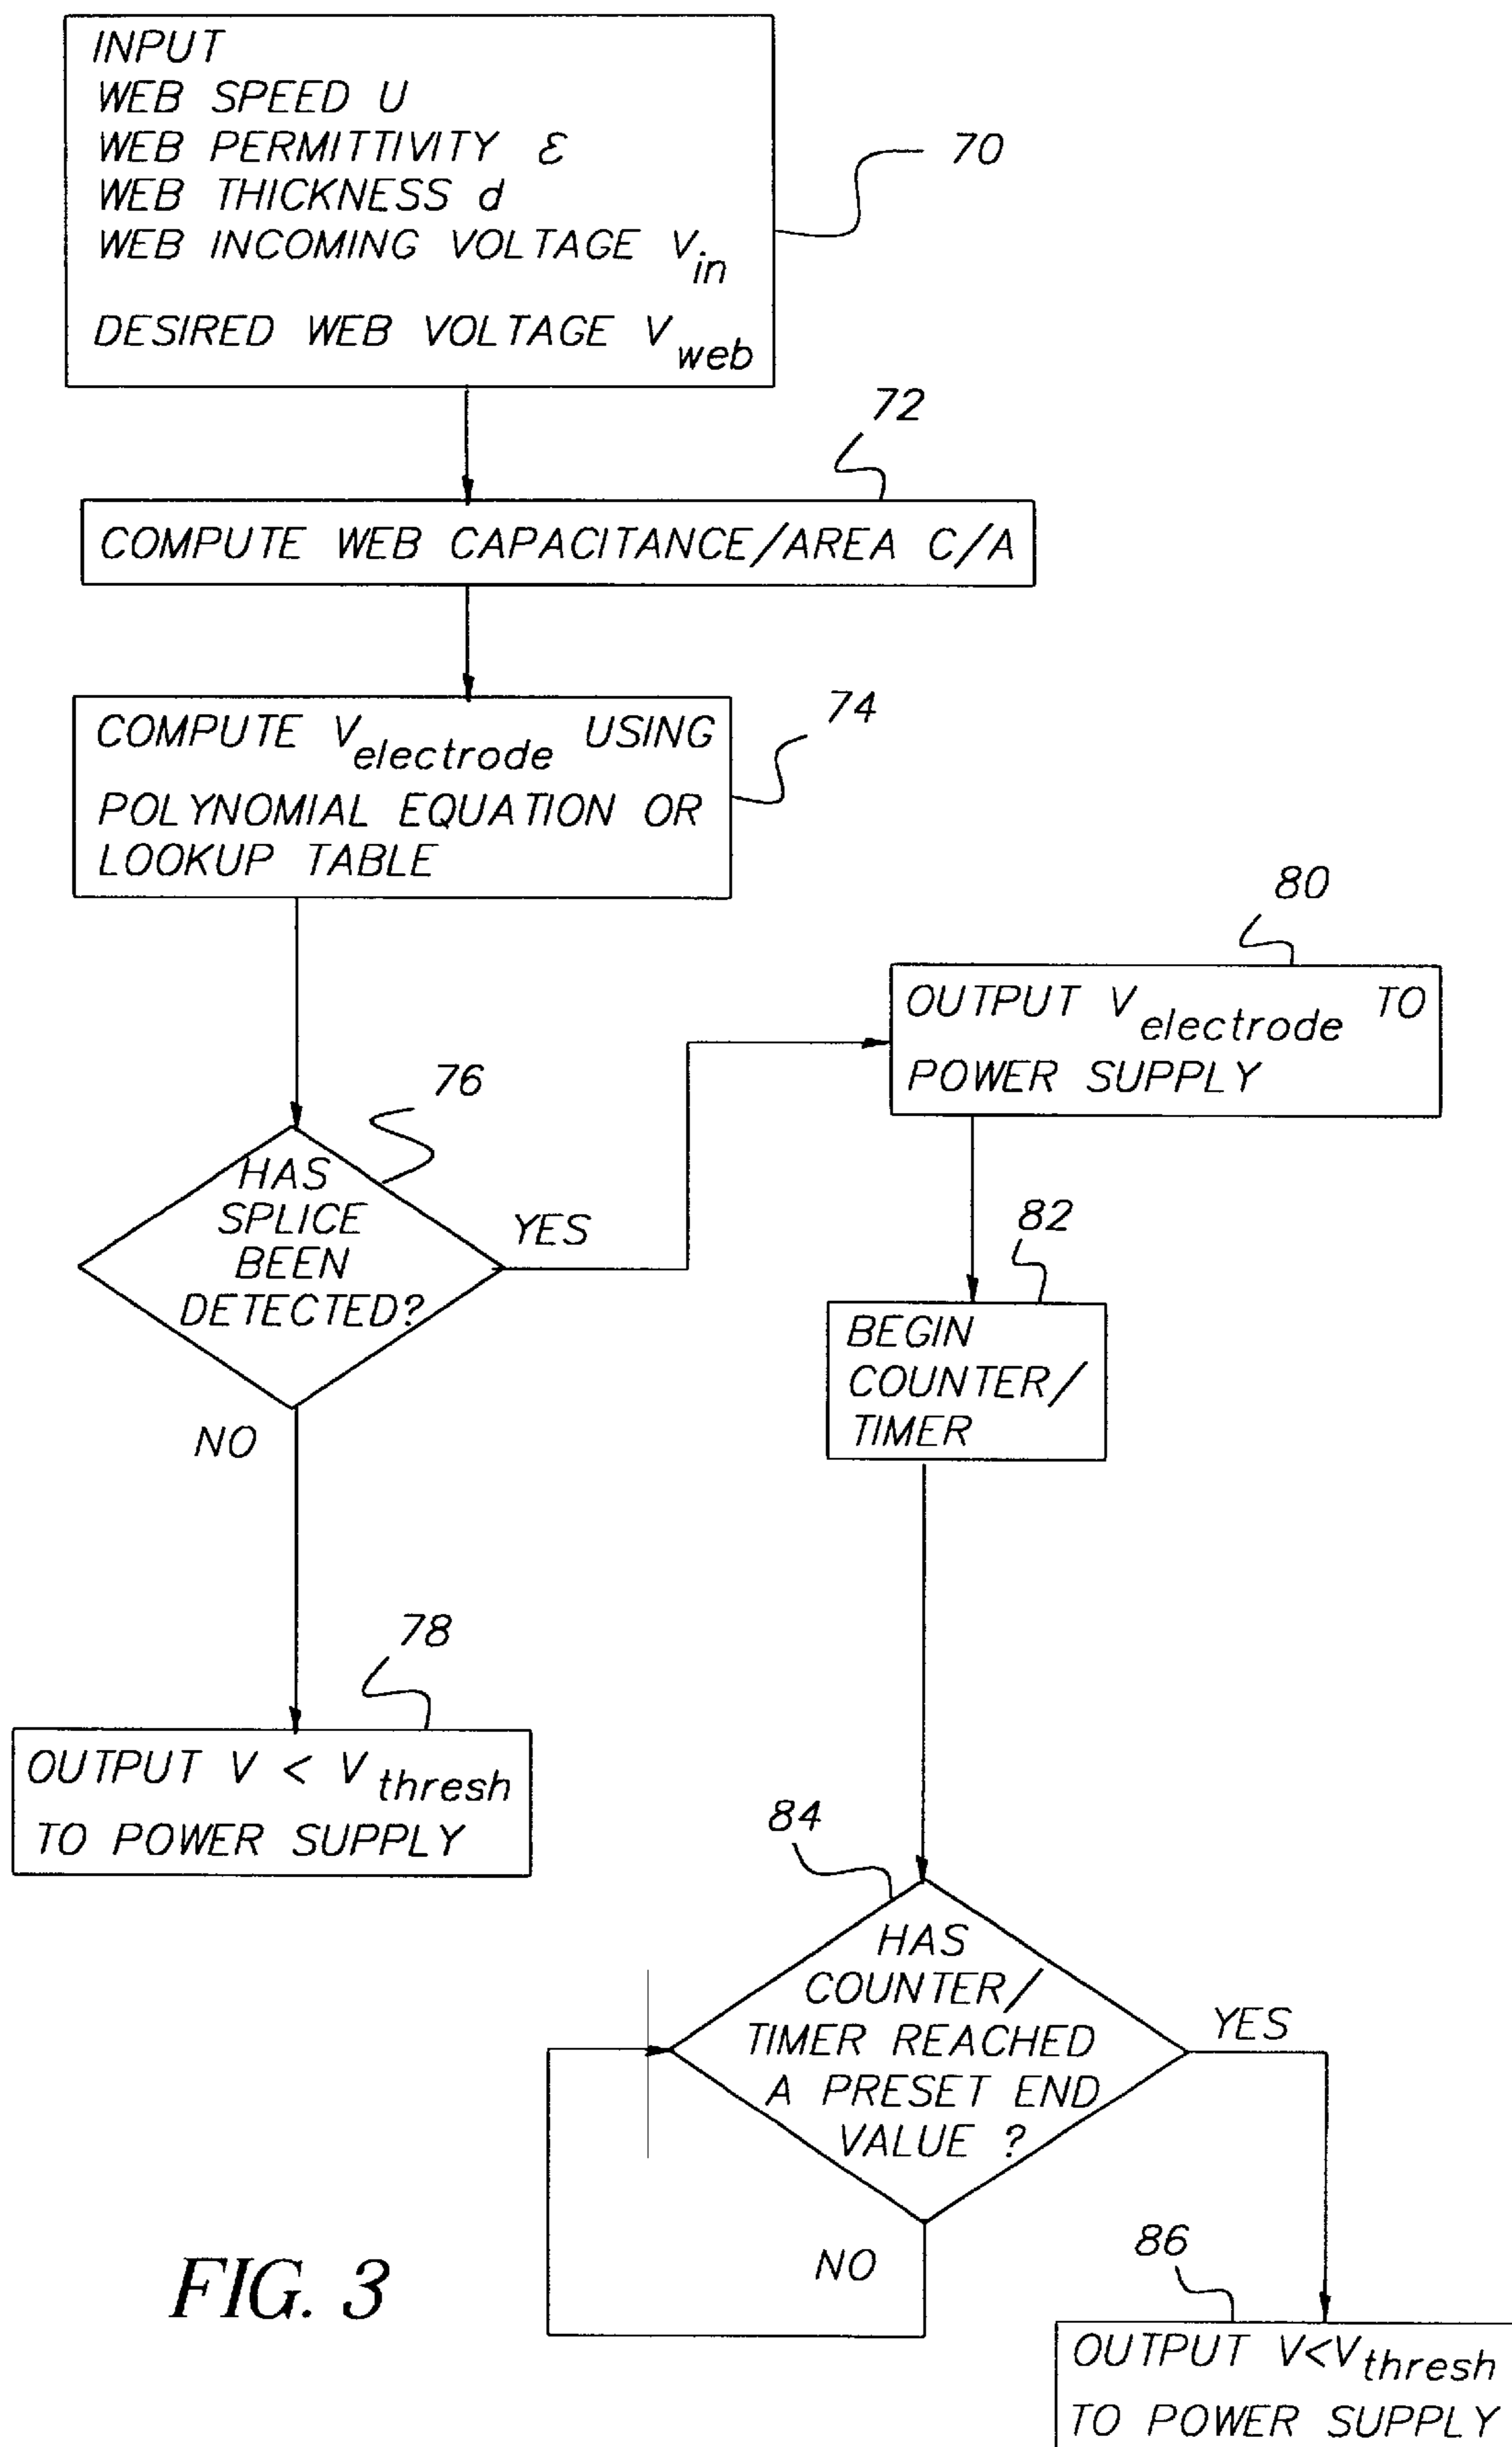 INPUT
WEB SPEED U
WEB PERMITTIVITY ε
WEB THICKNESS d
WEB INCOMING VOLTAGE Vin
DESIRED WEB VOLTAGE Vweb
70
72
COMPUTE WEB CAPACITANCE/AREA C/A
74
COMPUTE Velectrode USING
POLYNOMIAL EQUATION OR
LOOKUP TABLE
76
HAS
SPLICE
BEEN
DETECTED?
YES
NO
78
OUTPUT V < Vthresh
TO POWER SUPPLY
80
OUTPUT Velectrode TO
POWER SUPPLY
82
BEGIN
COUNTER/
TIMER
84
HAS
COUNTER/
TIMER REACHED
A PRESET END
VALUE ?
YES
NO
86
OUTPUT V<Vthresh
TO POWER SUPPLY
FIG. 3